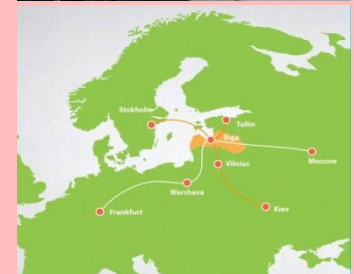 Stokholm
Tallin
Riga
Vilnius
Moscow
Warshava
Frankfurt
Kiev